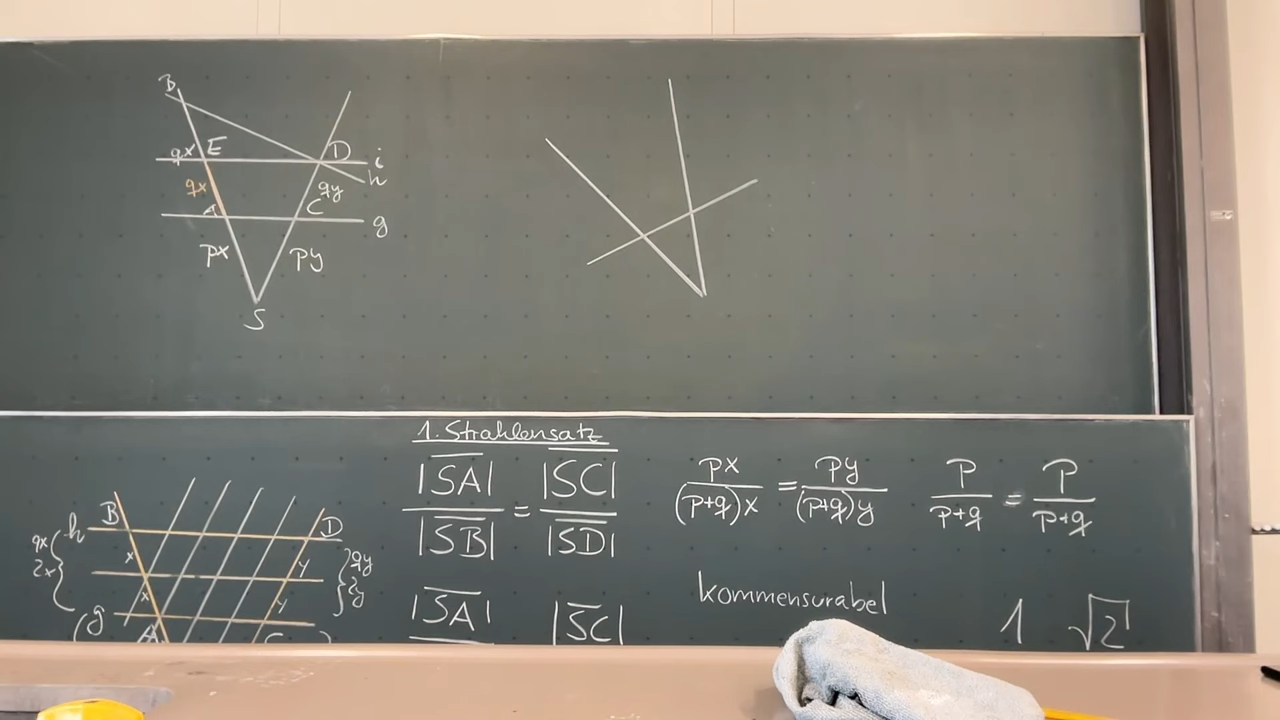 B
qx E D i
h
qx qy
A C g
px py
S
1. Strahlensatz
|SA| / |SB| = |SC| / |SD|
px / (p+q)x = py / (p+q)y
p / p+q = p / p+q
|SA| |SC|
kommensurabel
1 √2
B D
h
qx x y qy
2x 2y
x y
g
A